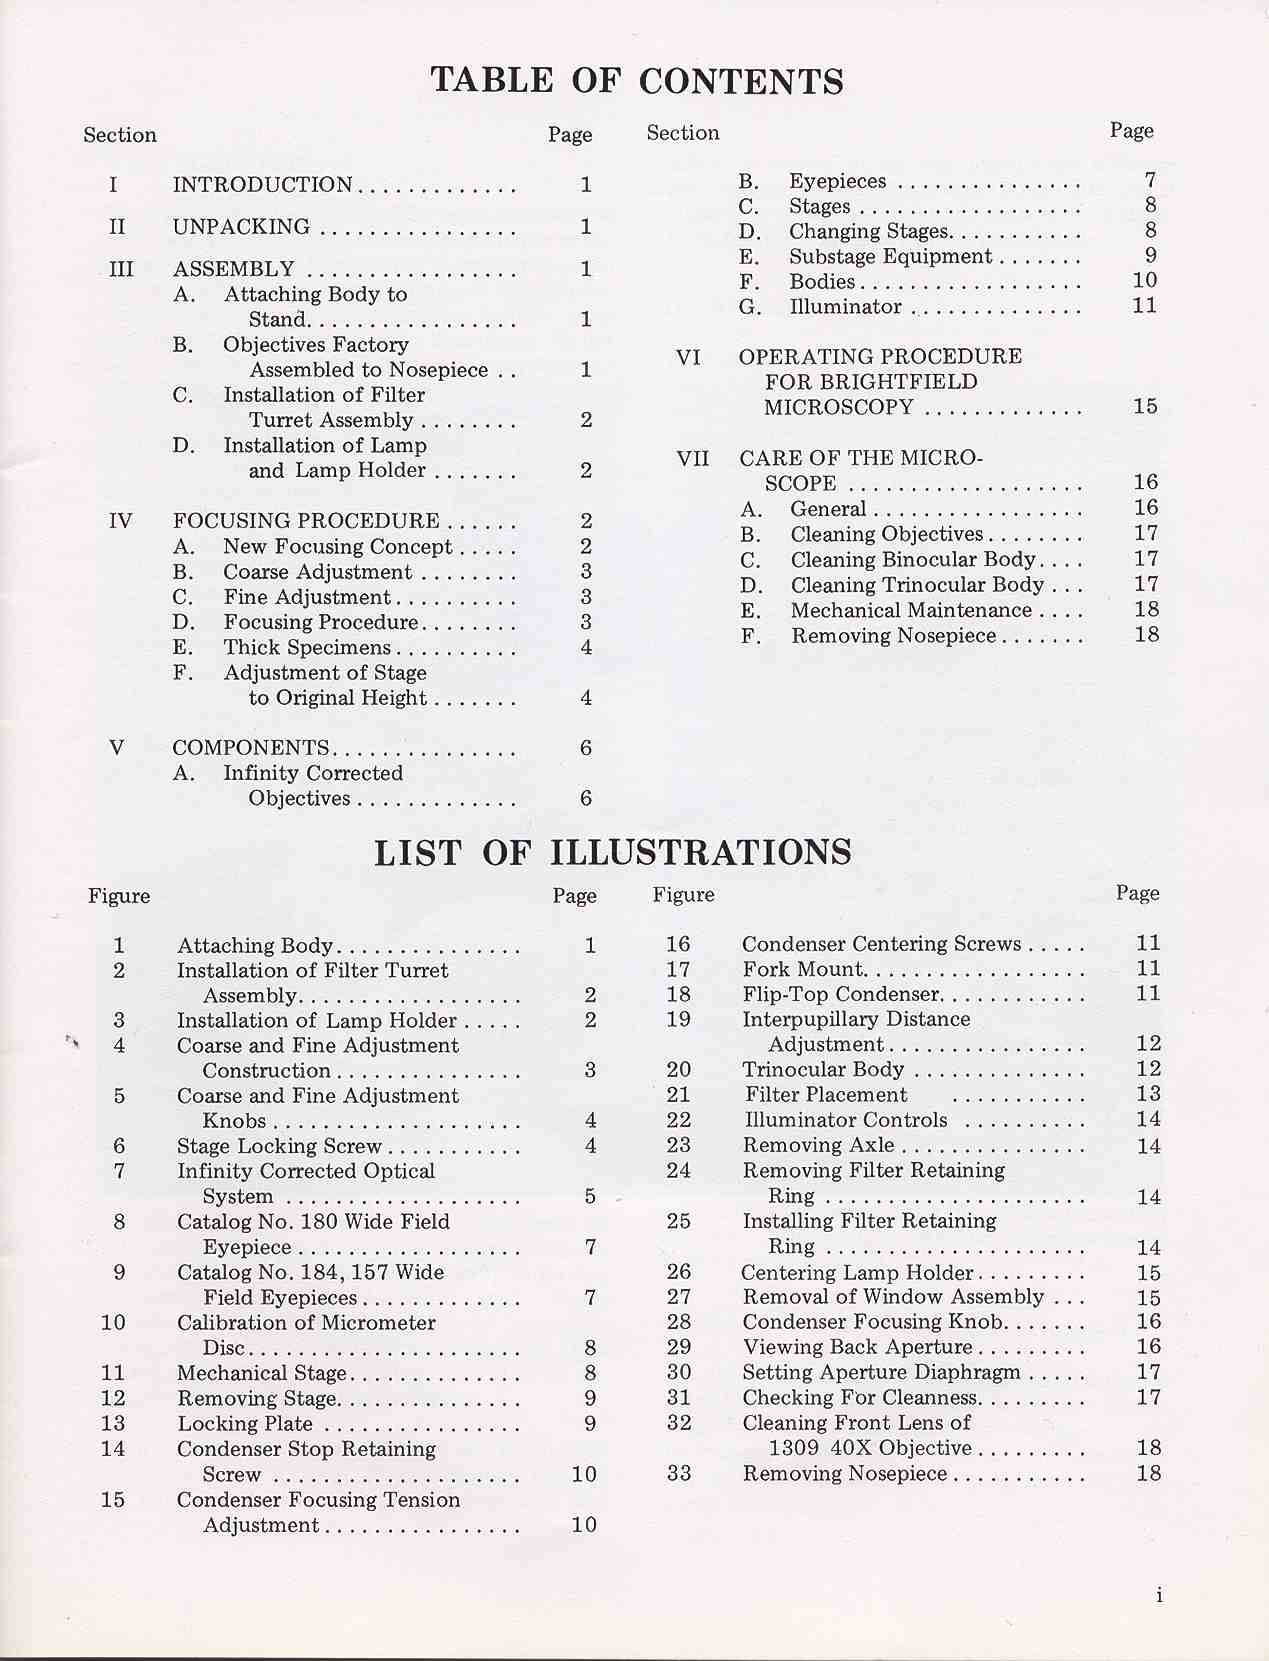 TABLE OF CONTENTS
Section Page
I INTRODUCTION. . . . . . . . . . . . . 1
II UNPACKING . . . . . . . . . . . . . . . . 1
III ASSEMBLY . . . . . . . . . . . . . . . . . 1
A. Attaching Body to
Stand. . . . . . . . . . . . . . . . . 1
B. Objectives Factory
Assembled to Nosepiece . . 1
C. Installation of Filter
Turret Assembly . . . . . . . . 2
D. Installation of Lamp
and Lamp Holder . . . . . . . 2
IV FOCUSING PROCEDURE . . . . . . 2
A. New Focusing Concept . . . . . 2
B. Coarse Adjustment . . . . . . . . 3
C. Fine Adjustment. . . . . . . . . . 3
D. Focusing Procedure. . . . . . . . 3
E. Thick Specimens. . . . . . . . . . 4
F. Adjustment of Stage
to Original Height . . . . . . . 4
V COMPONENTS. . . . . . . . . . . . . . . 6
A. Infinity Corrected
Objectives . . . . . . . . . . . . . 6
Section Page
B. Eyepieces . . . . . . . . . . . . . . . 7
C. Stages . . . . . . . . . . . . . . . . . . 8
D. Changing Stages. . . . . . . . . . . 8
E. Substage Equipment . . . . . . . 9
F. Bodies. . . . . . . . . . . . . . . . . . 10
G. Illuminator . . . . . . . . . . . . . . 11
VI OPERATING PROCEDURE
FOR BRIGHTFIELD
MICROSCOPY . . . . . . . . . . . . . 15
VII CARE OF THE MICRO-
SCOPE . . . . . . . . . . . . . . . . . . . 16
A. General . . . . . . . . . . . . . . . . . 16
B. Cleaning Objectives . . . . . . . . 17
C. Cleaning Binocular Body. . . . 17
D. Cleaning Trinocular Body . . . 17
E. Mechanical Maintenance . . . . 18
F. Removing Nosepiece . . . . . . . 18
LIST OF ILLUSTRATIONS
Figure Page
1 Attaching Body. . . . . . . . . . . . . . . 1
2 Installation of Filter Turret
Assembly. . . . . . . . . . . . . . . . . . 2
3 Installation of Lamp Holder . . . . . 2
4 Coarse and Fine Adjustment
Construction . . . . . . . . . . . . . . . 3
5 Coarse and Fine Adjustment
Knobs . . . . . . . . . . . . . . . . . . . . 4
6 Stage Locking Screw . . . . . . . . . . . 4
7 Infinity Corrected Optical
System . . . . . . . . . . . . . . . . . . . 5
8 Catalog No. 180 Wide Field
Eyepiece . . . . . . . . . . . . . . . . . . 7
9 Catalog No. 184, 157 Wide
Field Eyepieces . . . . . . . . . . . . . 7
10 Calibration of Micrometer
Disc. . . . . . . . . . . . . . . . . . . . . . 8
11 Mechanical Stage. . . . . . . . . . . . . . 8
12 Removing Stage. . . . . . . . . . . . . . . 9
13 Locking Plate . . . . . . . . . . . . . . . . 9
14 Condenser Stop Retaining
Screw . . . . . . . . . . . . . . . . . . . . 10
15 Condenser Focusing Tension
Adjustment . . . . . . . . . . . . . . . . 10
Figure Page
16 Condenser Centering Screws . . . . . 11
17 Fork Mount. . . . . . . . . . . . . . . . . . 11
18 Flip-Top Condenser. . . . . . . . . . . . 11
19 Interpupillary Distance
Adjustment . . . . . . . . . . . . . . . . 12
20 Trinocular Body . . . . . . . . . . . . . . 12
21 Filter Placement . . . . . . . . . . . 13
22 Illuminator Controls . . . . . . . . . . 14
23 Removing Axle . . . . . . . . . . . . . . . 14
24 Removing Filter Retaining
Ring . . . . . . . . . . . . . . . . . . . . . 14
25 Installing Filter Retaining
Ring . . . . . . . . . . . . . . . . . . . . . 14
26 Centering Lamp Holder . . . . . . . . . 15
27 Removal of Window Assembly . . . 15
28 Condenser Focusing Knob. . . . . . . 16
29 Viewing Back Aperture . . . . . . . . . 16
30 Setting Aperture Diaphragm . . . . . 17
31 Checking For Cleanness. . . . . . . . . 17
32 Cleaning Front Lens of
1309 40X Objective . . . . . . . . . 18
33 Removing Nosepiece . . . . . . . . . . . 18
i